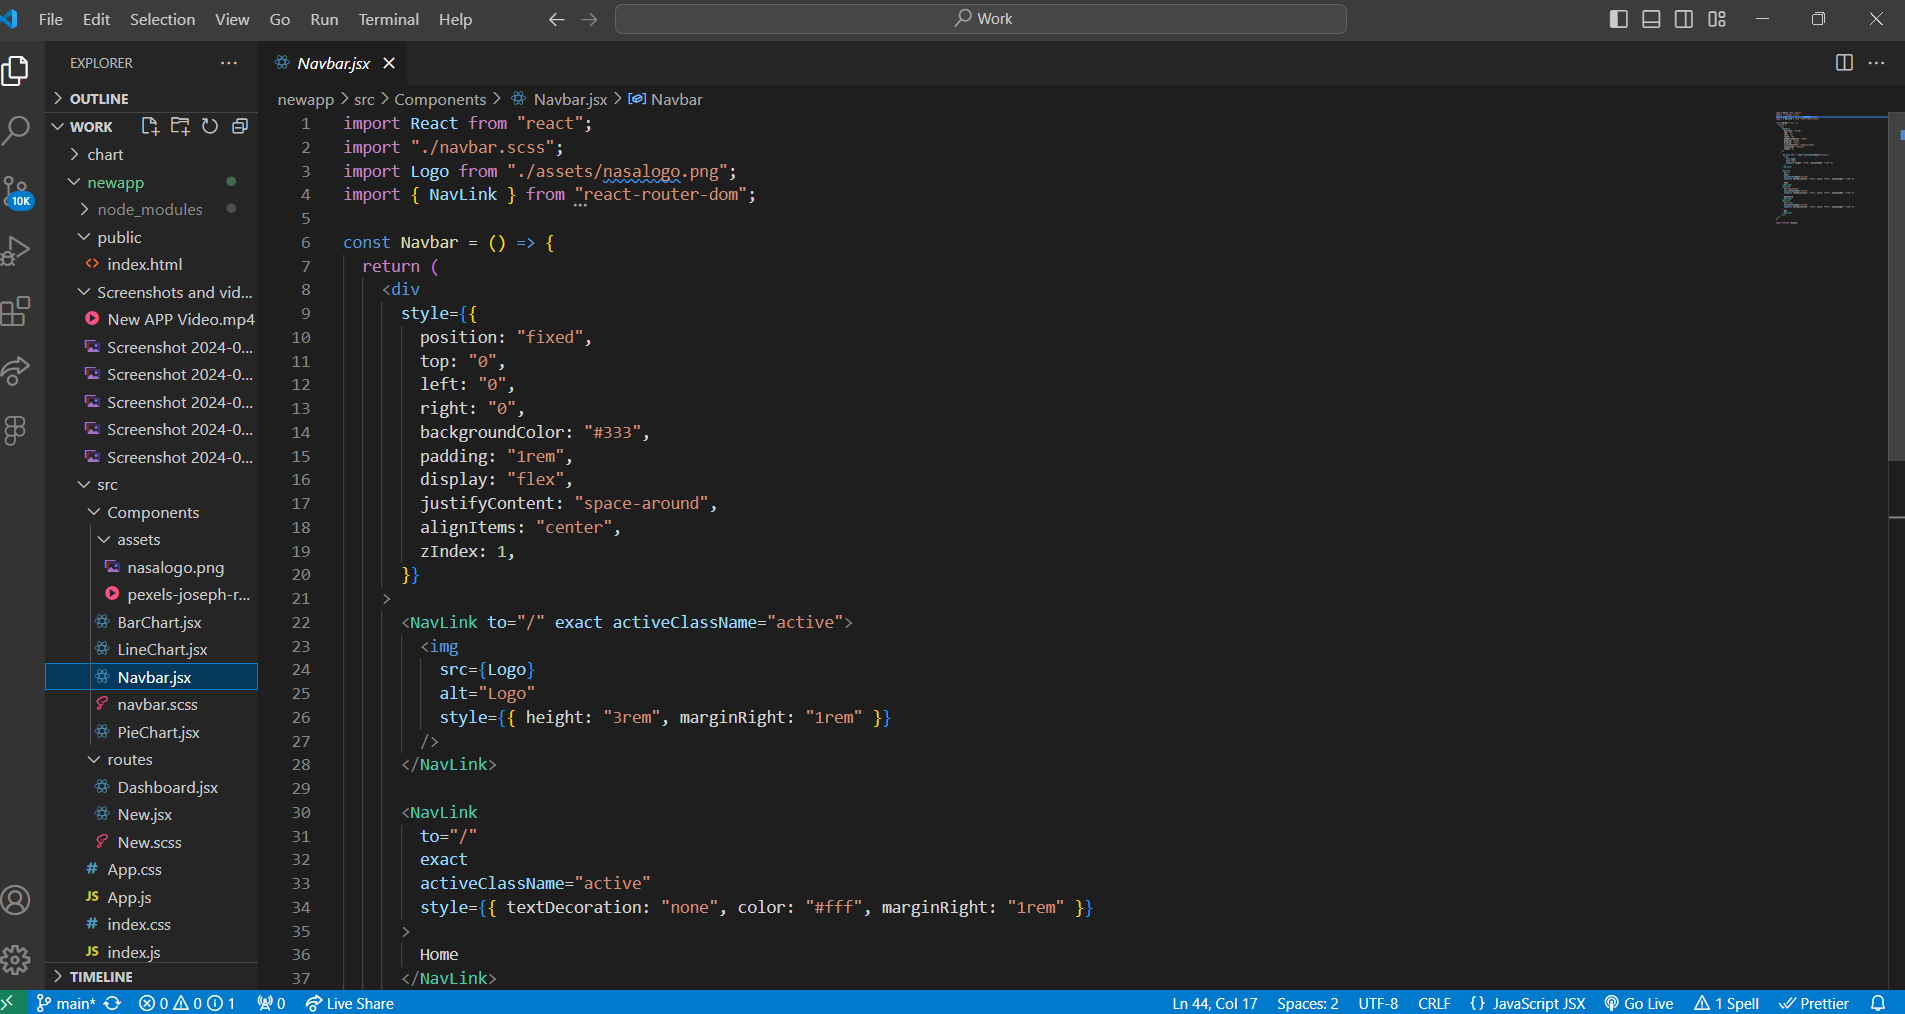 File Edit Selection View Go Run Terminal Help
Work
EXPLORER
OUTLINE
WORK
chart
newapp
node_modules
public
index.html
Screenshots and vid...
New APP Video.mp4
Screenshot 2024-0...
Screenshot 2024-0...
Screenshot 2024-0...
Screenshot 2024-0...
Screenshot 2024-0...
src
Components
assets
nasalogo.png
pexels-joseph-r...
BarChart.jsx
LineChart.jsx
Navbar.jsx
navbar.scss
PieChart.jsx
routes
Dashboard.jsx
New.jsx
New.scss
# App.css
JS App.js
# index.css
JS index.js
TIMELINE
10K
Navbar.jsx
newapp > src > Components > Navbar.jsx > Navbar
1 import React from "react";
2 import "./navbar.scss";
3 import Logo from "./assets/nasalogo.png";
4 import { NavLink } from "react-router-dom";
5
6 const Navbar = () => {
7 return (
8 <div
9 style={{
10 position: "fixed",
11 top: "0",
12 left: "0",
13 right: "0",
14 backgroundColor: "#333",
15 padding: "1rem",
16 display: "flex",
17 justifyContent: "space-around",
18 alignItems: "center",
19 zIndex: 1,
20 }}
21 >
22 <NavLink to="/" exact activeClassName="active">
23 <img
24 src={Logo}
25 alt="Logo"
26 style={{ height: "3rem", marginRight: "1rem" }}
27 />
28 </NavLink>
29
30 <NavLink
31 to="/"
32 exact
33 activeClassName="active"
34 style={{ textDecoration: "none", color: "#fff", marginRight: "1rem" }}
35 >
36 Home
37 </NavLink>
main* 0 0 1 0 Live Share Ln 44, Col 17 Spaces: 2 UTF-8 CRLF {} JavaScript JSX Go Live 1 Spell Prettier